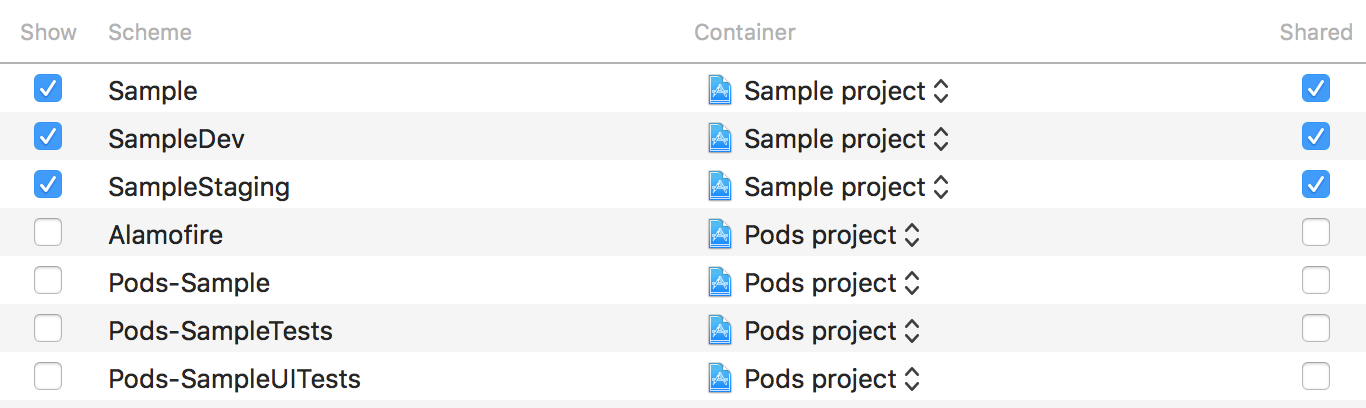 Show Scheme Container Shared
Sample Sample project
SampleDev Sample project
SampleStaging Sample project
Alamofire Pods project
Pods-Sample Pods project
Pods-SampleTests Pods project
Pods-SampleUITests Pods project